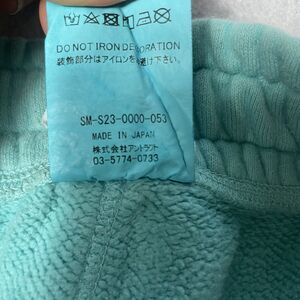 DO NOT IRON DECORATION
装飾部分はアイロンを避け下さい。
SM-S23-0000-053
MADE IN JAPAN
株式会社アントラント
03-5774-0733